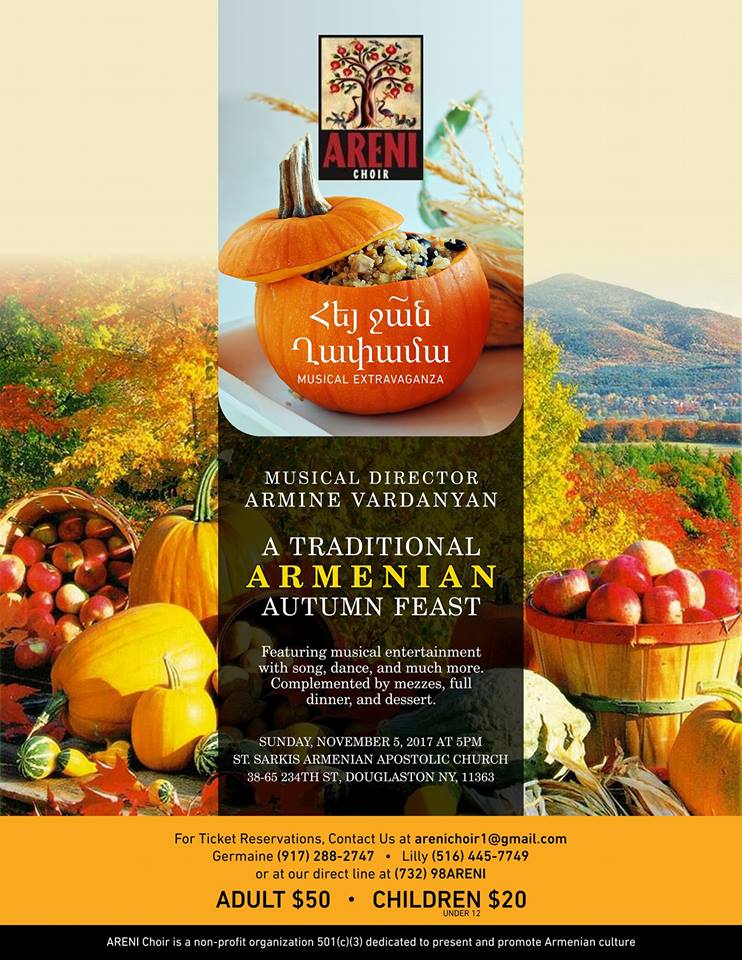 ARENI
CHOIR
Հեյ ջա՜ն
Ղափամա
MUSICAL EXTRAVAGANZA
MUSICAL DIRECTOR
ARMINE VARDANYAN
A TRADITIONAL
ARMENIAN
AUTUMN FEAST
Featuring musical entertainment
with song, dance, and much more.
Complemented by mezzes, full
dinner, and dessert.
SUNDAY, NOVEMBER 5, 2017 AT 5PM
ST. SARKIS ARMENIAN APOSTOLIC CHURCH
38-65 234TH ST, DOUGLASTON NY, 11363
For Ticket Reservations, Contact Us at arenichoir1@gmail.com
Germaine (917) 288-2747 • Lilly (516) 445-7749
or at our direct line at (732) 98ARENI
ADULT $50 • CHILDREN $20
UNDER 12
ARENI Choir is a non-profit organization 501(c)(3) dedicated to present and promote Armenian culture